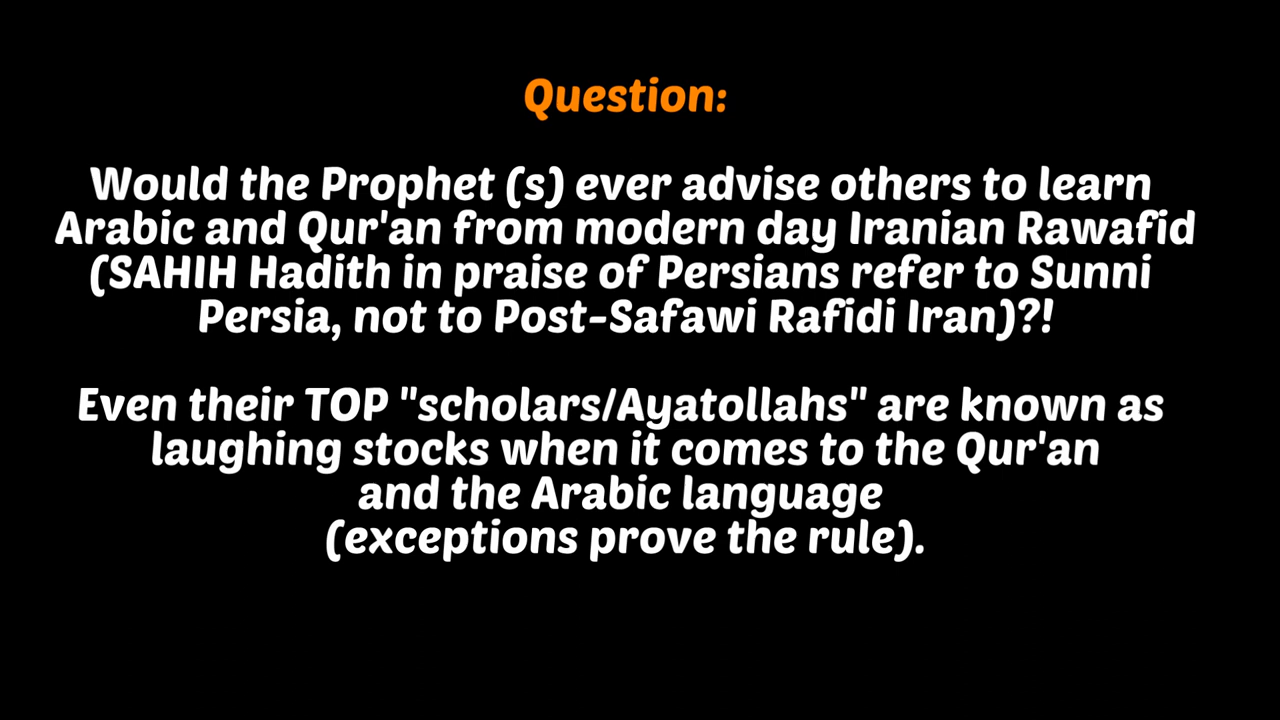 Question:
Would the Prophet (s) ever advise others to learn
Arabic and Qur'an from modern day Iranian Rawafid
(SAHIH Hadith in praise of Persians refer to Sunni
Persia, not to Post-Safawi Rafidi Iran)?!
Even their TOP "scholars/Ayatollahs" are known as
laughing stocks when it comes to the Qur'an
and the Arabic language
(exceptions prove the rule).